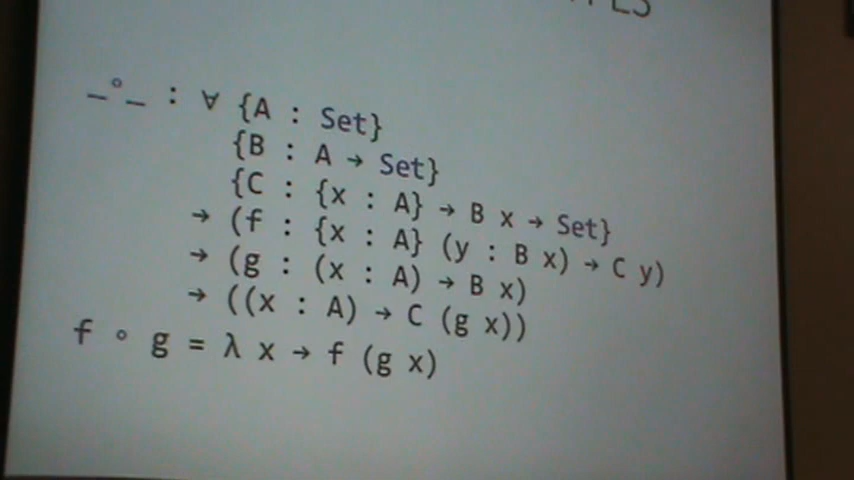 _∘_ : ∀ {A : Set}
{B : A → Set}
{C : {x : A} → B x → Set}
→ (f : {x : A} (y : B x) → C y)
→ (g : (x : A) → B x)
→ ((x : A) → C (g x))
f ∘ g = λ x → f (g x)